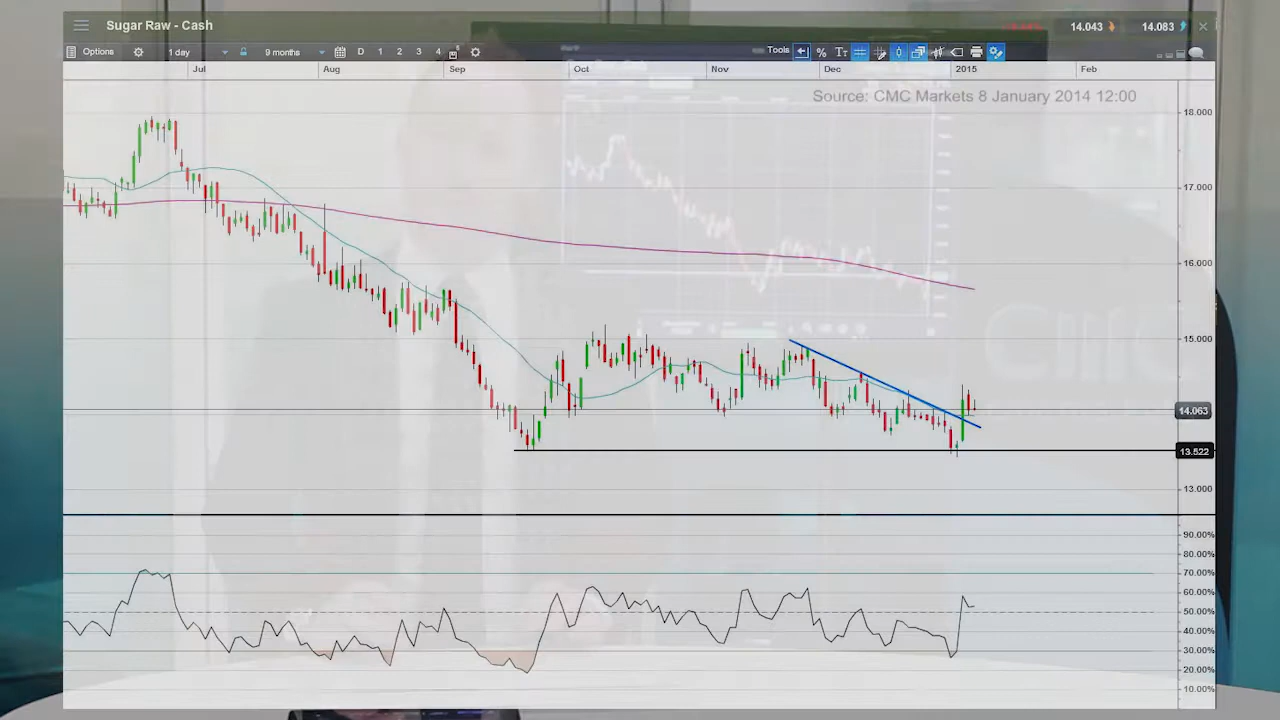 Sugar Raw - Cash
14.043
14.083
Options
1 day
9 months
D
1
2
3
4
5
Tools
Jul
Aug
Sep
Oct
Nov
Dec
2015
Feb
Source: CMC Markets 8 January 2014 12:00
18.000
17.000
16.000
15.000
14.063
13.522
13.000
90.00%
80.00%
70.00%
60.00%
50.00%
40.00%
30.00%
20.00%
10.00%